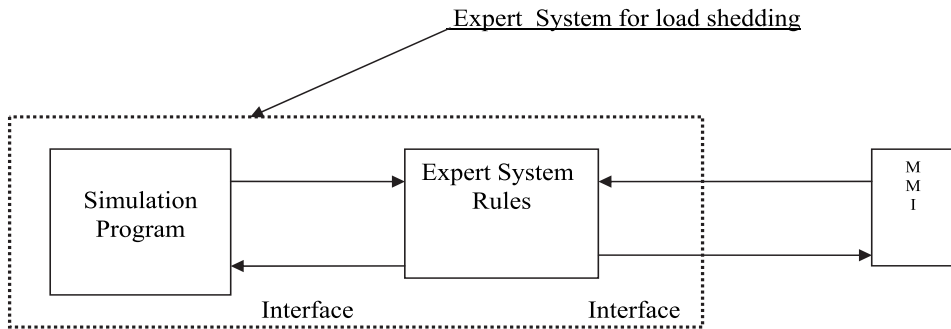 Expert System for load shedding
Simulation
Program
Expert System
Rules
M
M
I
Interface
Interface